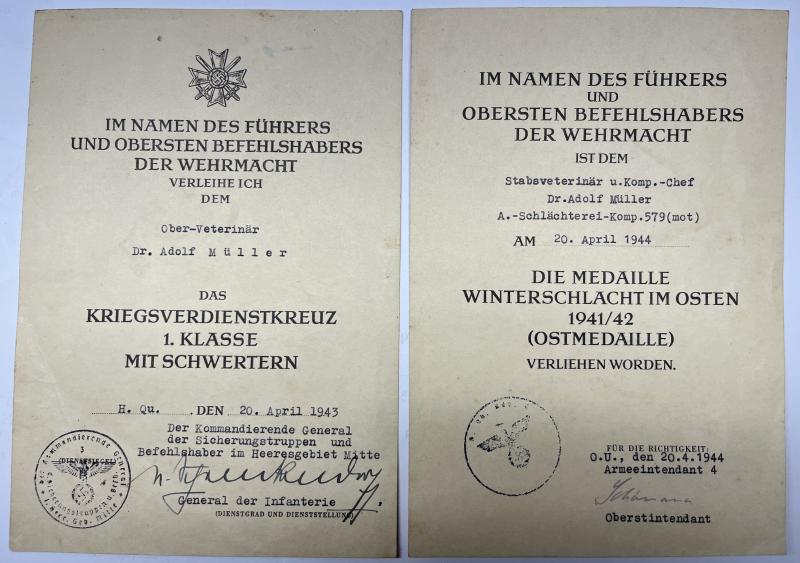 IM NAMEN DES FÜHRERS
UND OBERSTEN BEFEHLSHABERS
DER WEHRMACHT
VERLEIHE ICH
DEM
Ober-Veterinär
Dr. Adolf Müller
DAS
KRIEGSVERDIENSTKREUZ
1. KLASSE
MIT SCHWERTERN
H. Qu. , DEN 20. April 1943
Der Kommandierende General
der Sicherungstruppen und
Befehlshaber im Heeresgebiet Mitte
General der Infanterie
(DIENSTGRAD UND DIENSTSTELLUNG)
3
(DIENSTSIEGEL)
Kommandierende General
IM NAMEN DES FÜHRERS
UND
OBERSTEN BEFEHLSHABERS
DER WEHRMACHT
IST DEM
Stabsveterinär u.Komp.-Chef
Dr.Adolf Müller
A.-Schlächterei-Komp.579(mot)
AM 20. April 1944
DIE MEDAILLE
WINTERSCHLACHT IM OSTEN
1941/42
(OSTMEDAILLE)
VERLIEHEN WORDEN.
FÜR DIE RICHTIGKEIT:
O.U., den 20.4.1944
Armeeintendant 4
Oberstintendant